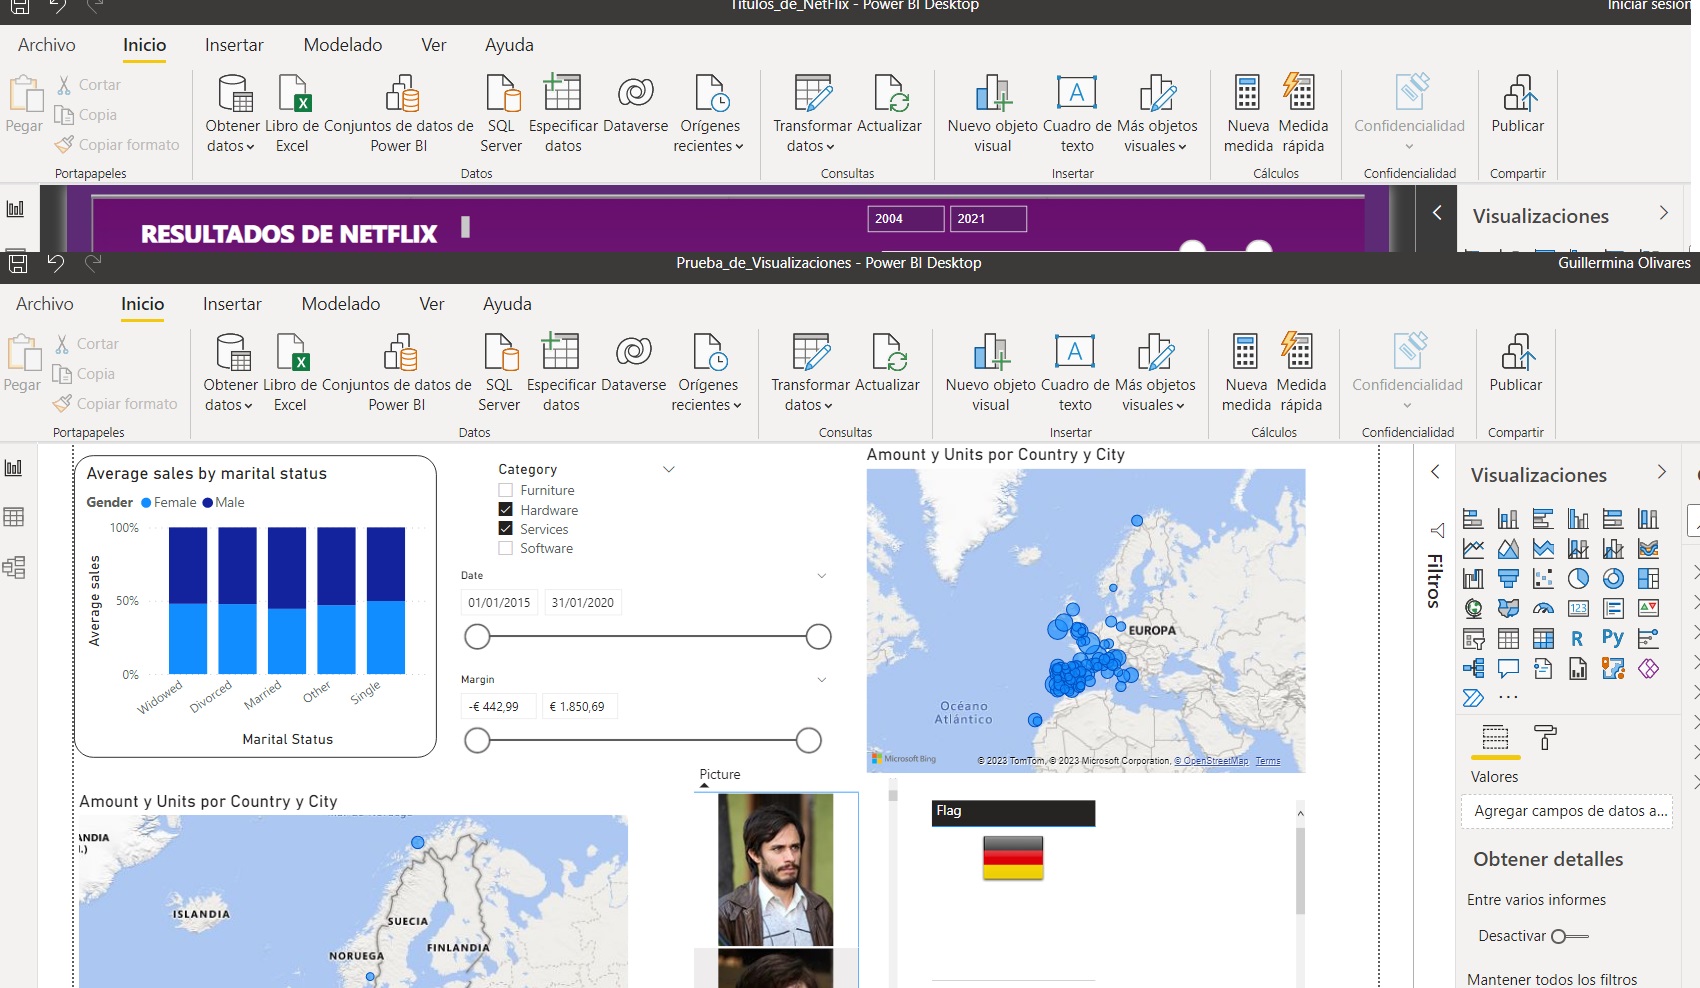 Titulos_de_NetFlix - Power BI Desktop
Iniciar sesión
Archivo Inicio Insertar Modelado Ver Ayuda
Pegar
Cortar
Copia
Copiar formato
Portapapeles
Obtener datos
Libro de Excel
Conjuntos de datos de Power BI
SQL Server
Especificar datos
Dataverse
Orígenes recientes
Datos
Transformar datos
Actualizar
Consultas
Nuevo objeto visual
Cuadro de texto
Más objetos visuales
Insertar
Nueva medida
Medida rápida
Cálculos
Confidencialidad
Confidencialidad
Publicar
Compartir
RESULTADOS DE NETFLIX
2004
2021
Visualizaciones
Prueba_de_Visualizaciones - Power BI Desktop
Guillermina Olivares
Archivo Inicio Insertar Modelado Ver Ayuda
Pegar
Cortar
Copia
Copiar formato
Portapapeles
Obtener datos
Libro de Excel
Conjuntos de datos de Power BI
SQL Server
Especificar datos
Dataverse
Orígenes recientes
Datos
Transformar datos
Actualizar
Consultas
Nuevo objeto visual
Cuadro de texto
Más objetos visuales
Insertar
Nueva medida
Medida rápida
Cálculos
Confidencialidad
Confidencialidad
Publicar
Compartir
Average sales by marital status
Gender Female Male
100%
50%
0%
Average sales
Widowed
Divorced
Married
Other
Single
Marital Status
Category
Furniture
Hardware
Services
Software
Date
01/01/2015
31/01/2020
Margin
-€ 442,99
€ 1.850,69
Amount y Units por Country y City
EUROPA
Océano
Atlántico
Microsoft Bing
© 2023 TomTom, © 2023 Microsoft Corporation, © OpenStreetMap Terms
Amount y Units por Country y City
ISLANDIA
SUECIA
NORUEGA
FINLANDIA
Picture
Flag
Filtros
Visualizaciones
123
R
Py
Valores
Agregar campos de datos a...
Obtener detalles
Entre varios informes
Desactivar
Mantener todos los filtros